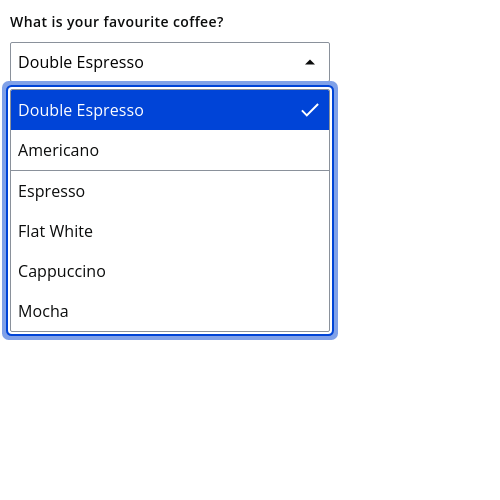 What is your favourite coffee?
Double Espresso
Double Espresso
Americano
Espresso
Flat White
Cappuccino
Mocha